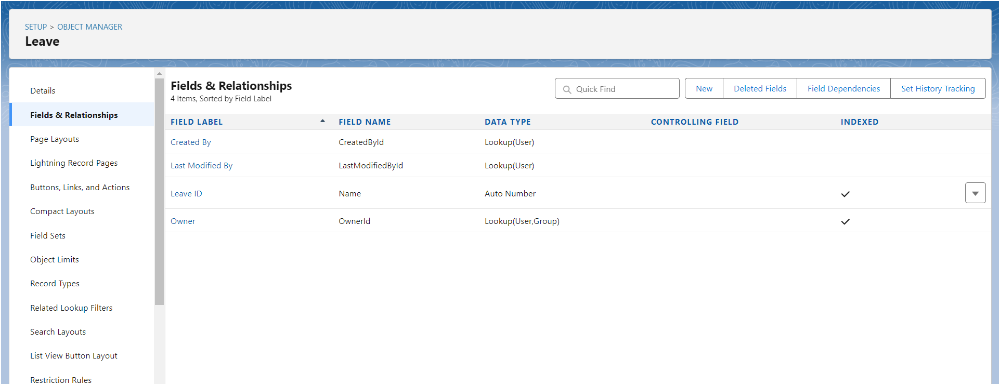 SETUP > OBJECT MANAGER
Leave
Details
Fields & Relationships
Page Layouts
Lightning Record Pages
Buttons, Links, and Actions
Compact Layouts
Field Sets
Object Limits
Record Types
Related Lookup Filters
Search Layouts
List View Button Layout
Restriction Rules
Fields & Relationships
4 Items, Sorted by Field Label
Quick Find
New
Deleted Fields
Field Dependencies
Set History Tracking
FIELD LABEL FIELD NAME DATA TYPE CONTROLLING FIELD INDEXED
Created By CreatedById Lookup(User)
Last Modified By LastModifiedById Lookup(User)
Leave ID Name Auto Number
Owner OwnerId Lookup(User,Group)